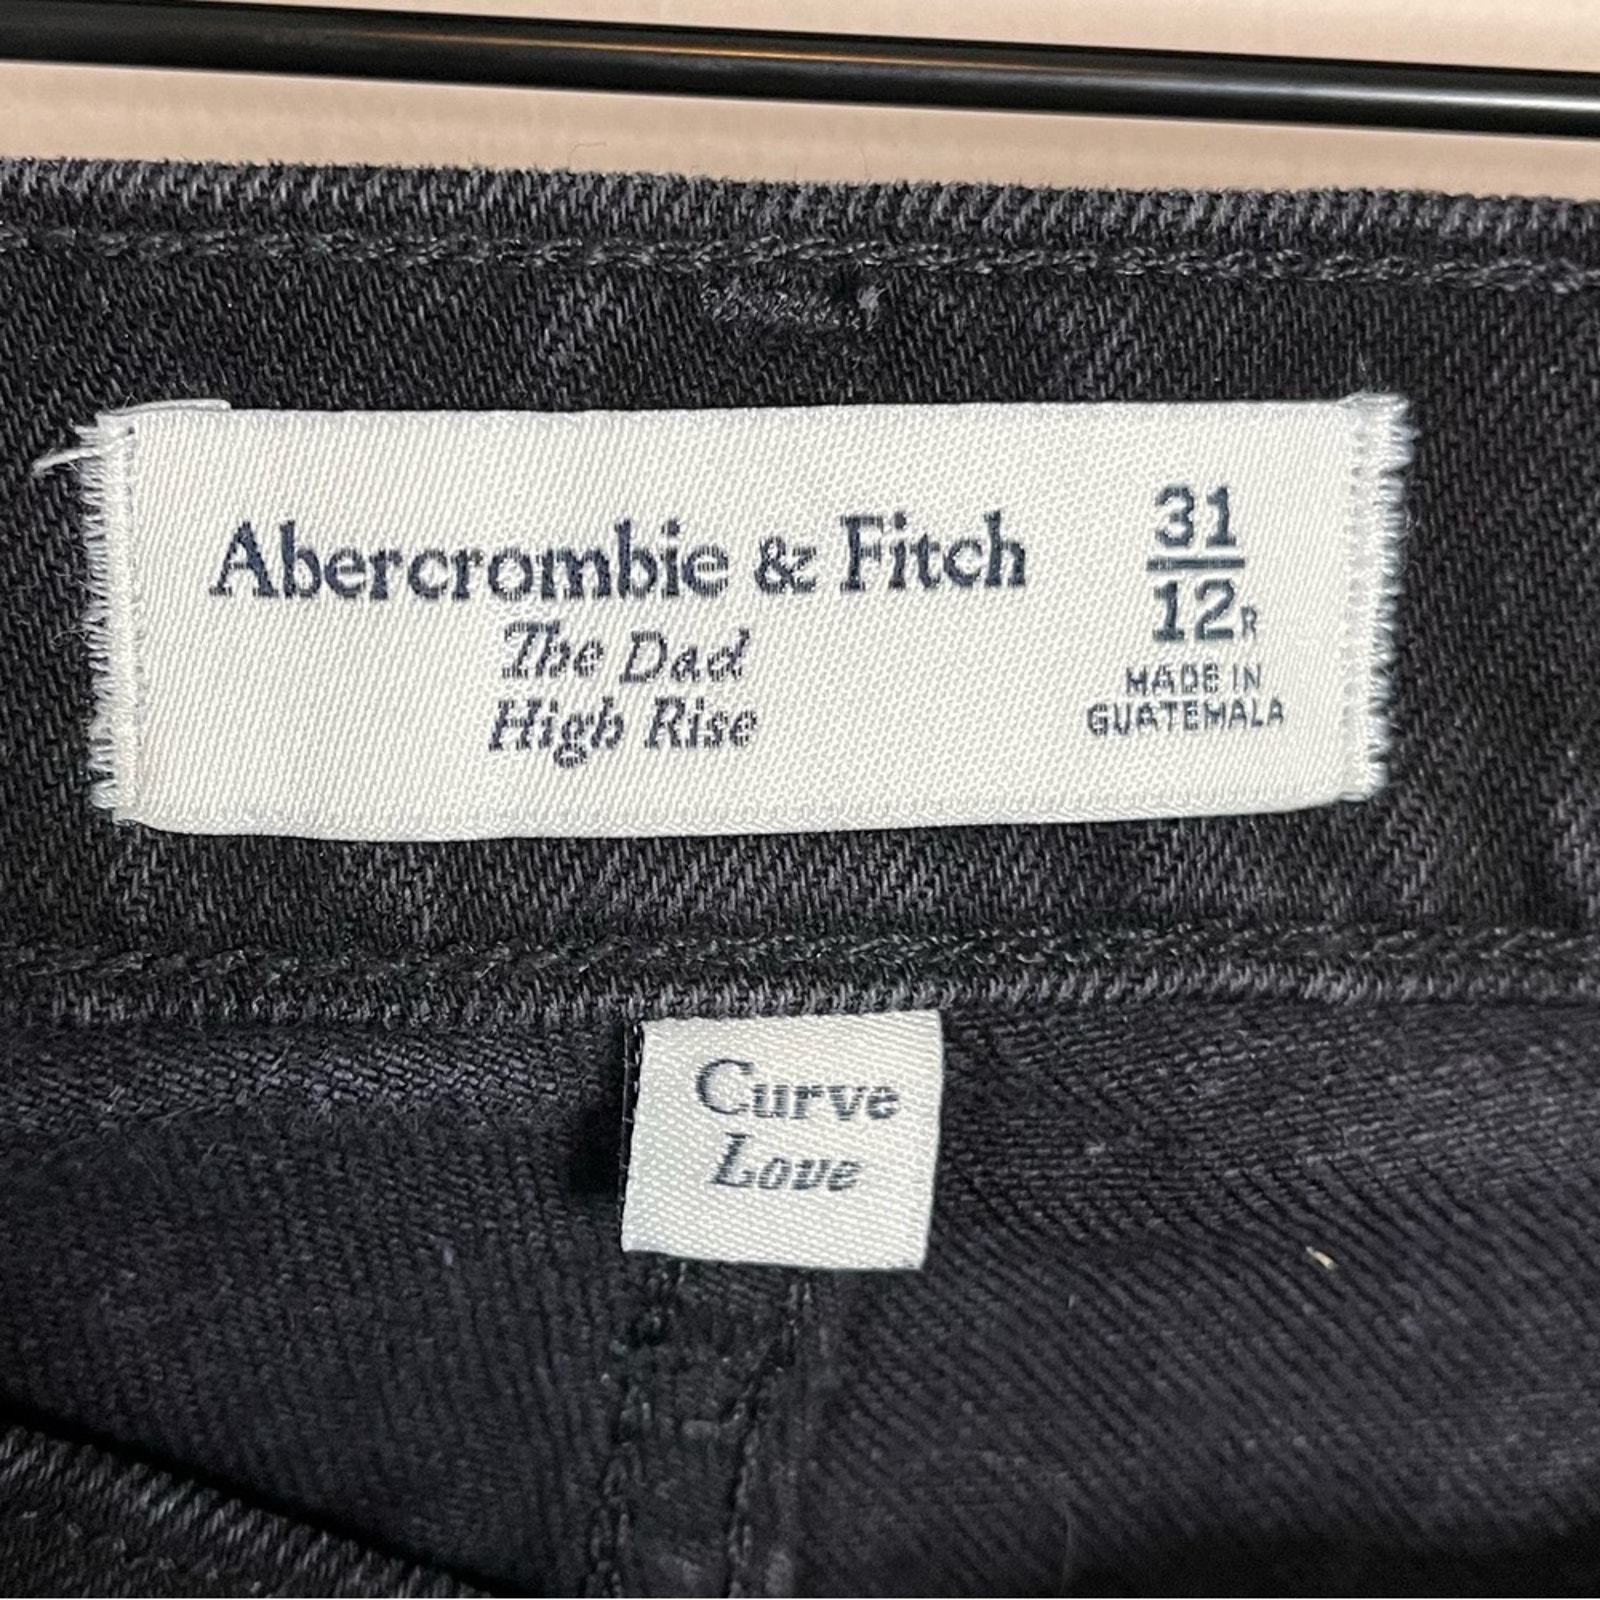 Abercrombie & Fitch
The Dad
High Rise
31
12R
MADE IN
GUATEMALA
Curve
Love